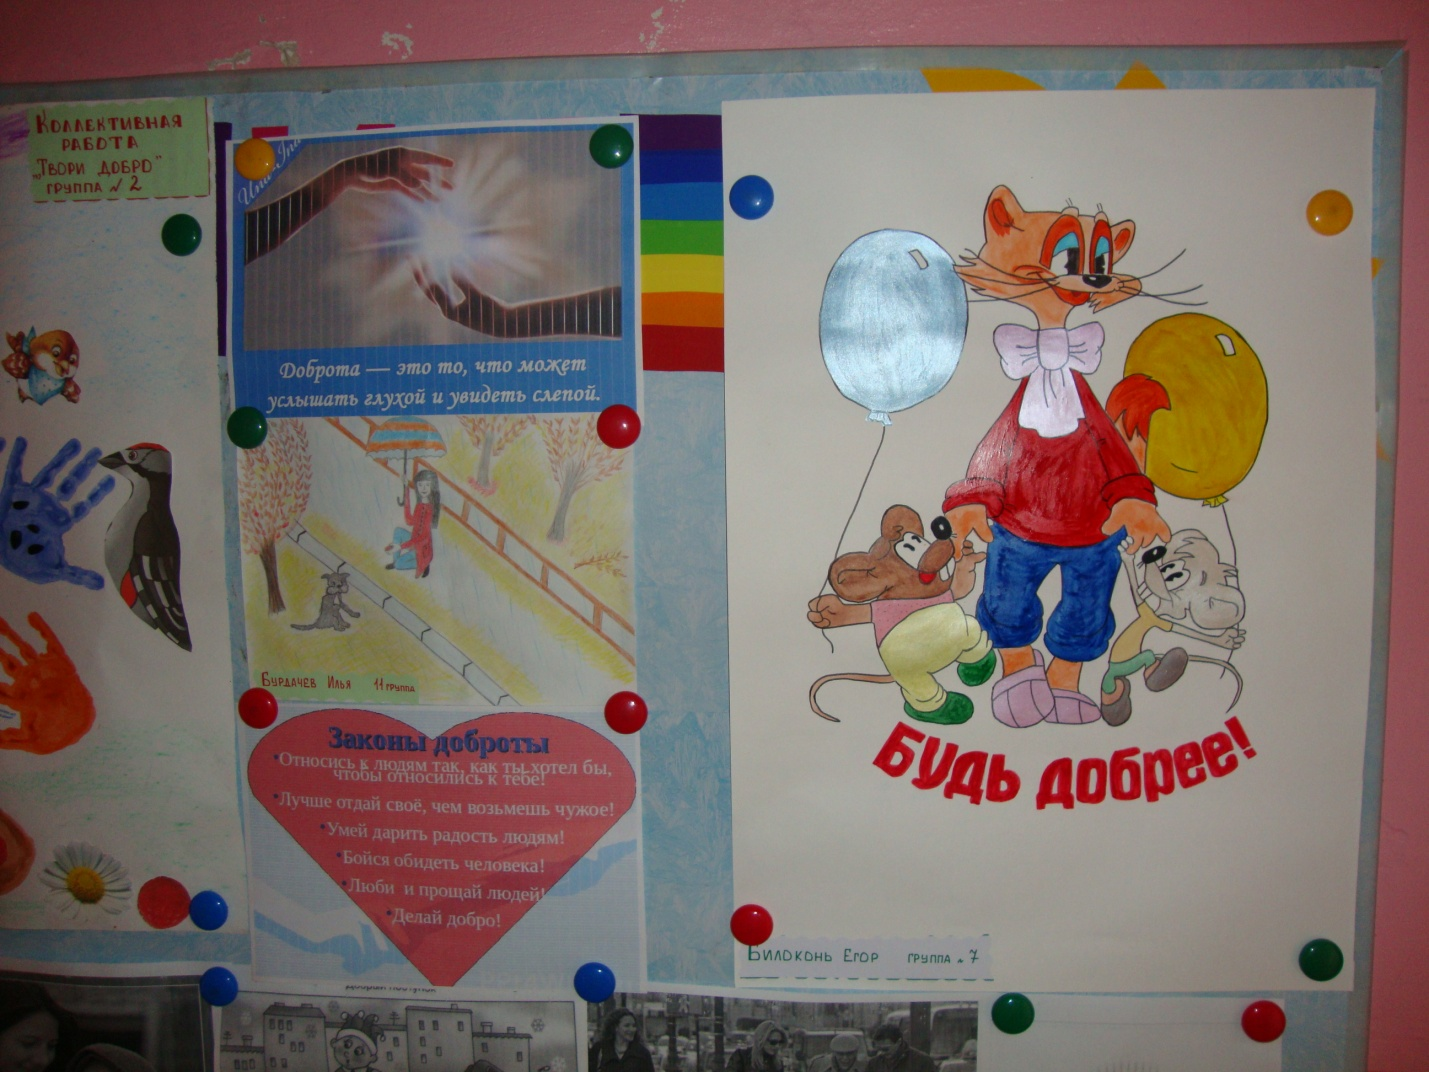 Коллективная
работа
"Твори добро"
группа № 2
Доброта — это то, что может
услышать глухой и увидеть слепой.
Бурдачев Илья 11 группа
Законы доброты
•Относись к людям так, как ты хотел бы,
чтобы относились к тебе!
•Лучше отдай своё, чем возьмешь чужое!
•Умей дарить радость людям!
•Бойся обидеть человека!
•Люби и прощай людей!
•Делай добро!
Будь добрее!
Билоконь Егор группа № 7